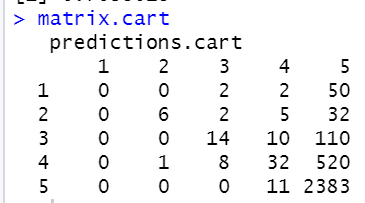 > matrix.cart
predictions.cart
1 2 3 4 5
1 0 0 2 2 50
2 0 6 2 5 32
3 0 0 14 10 110
4 0 1 8 32 520
5 0 0 0 11 2383